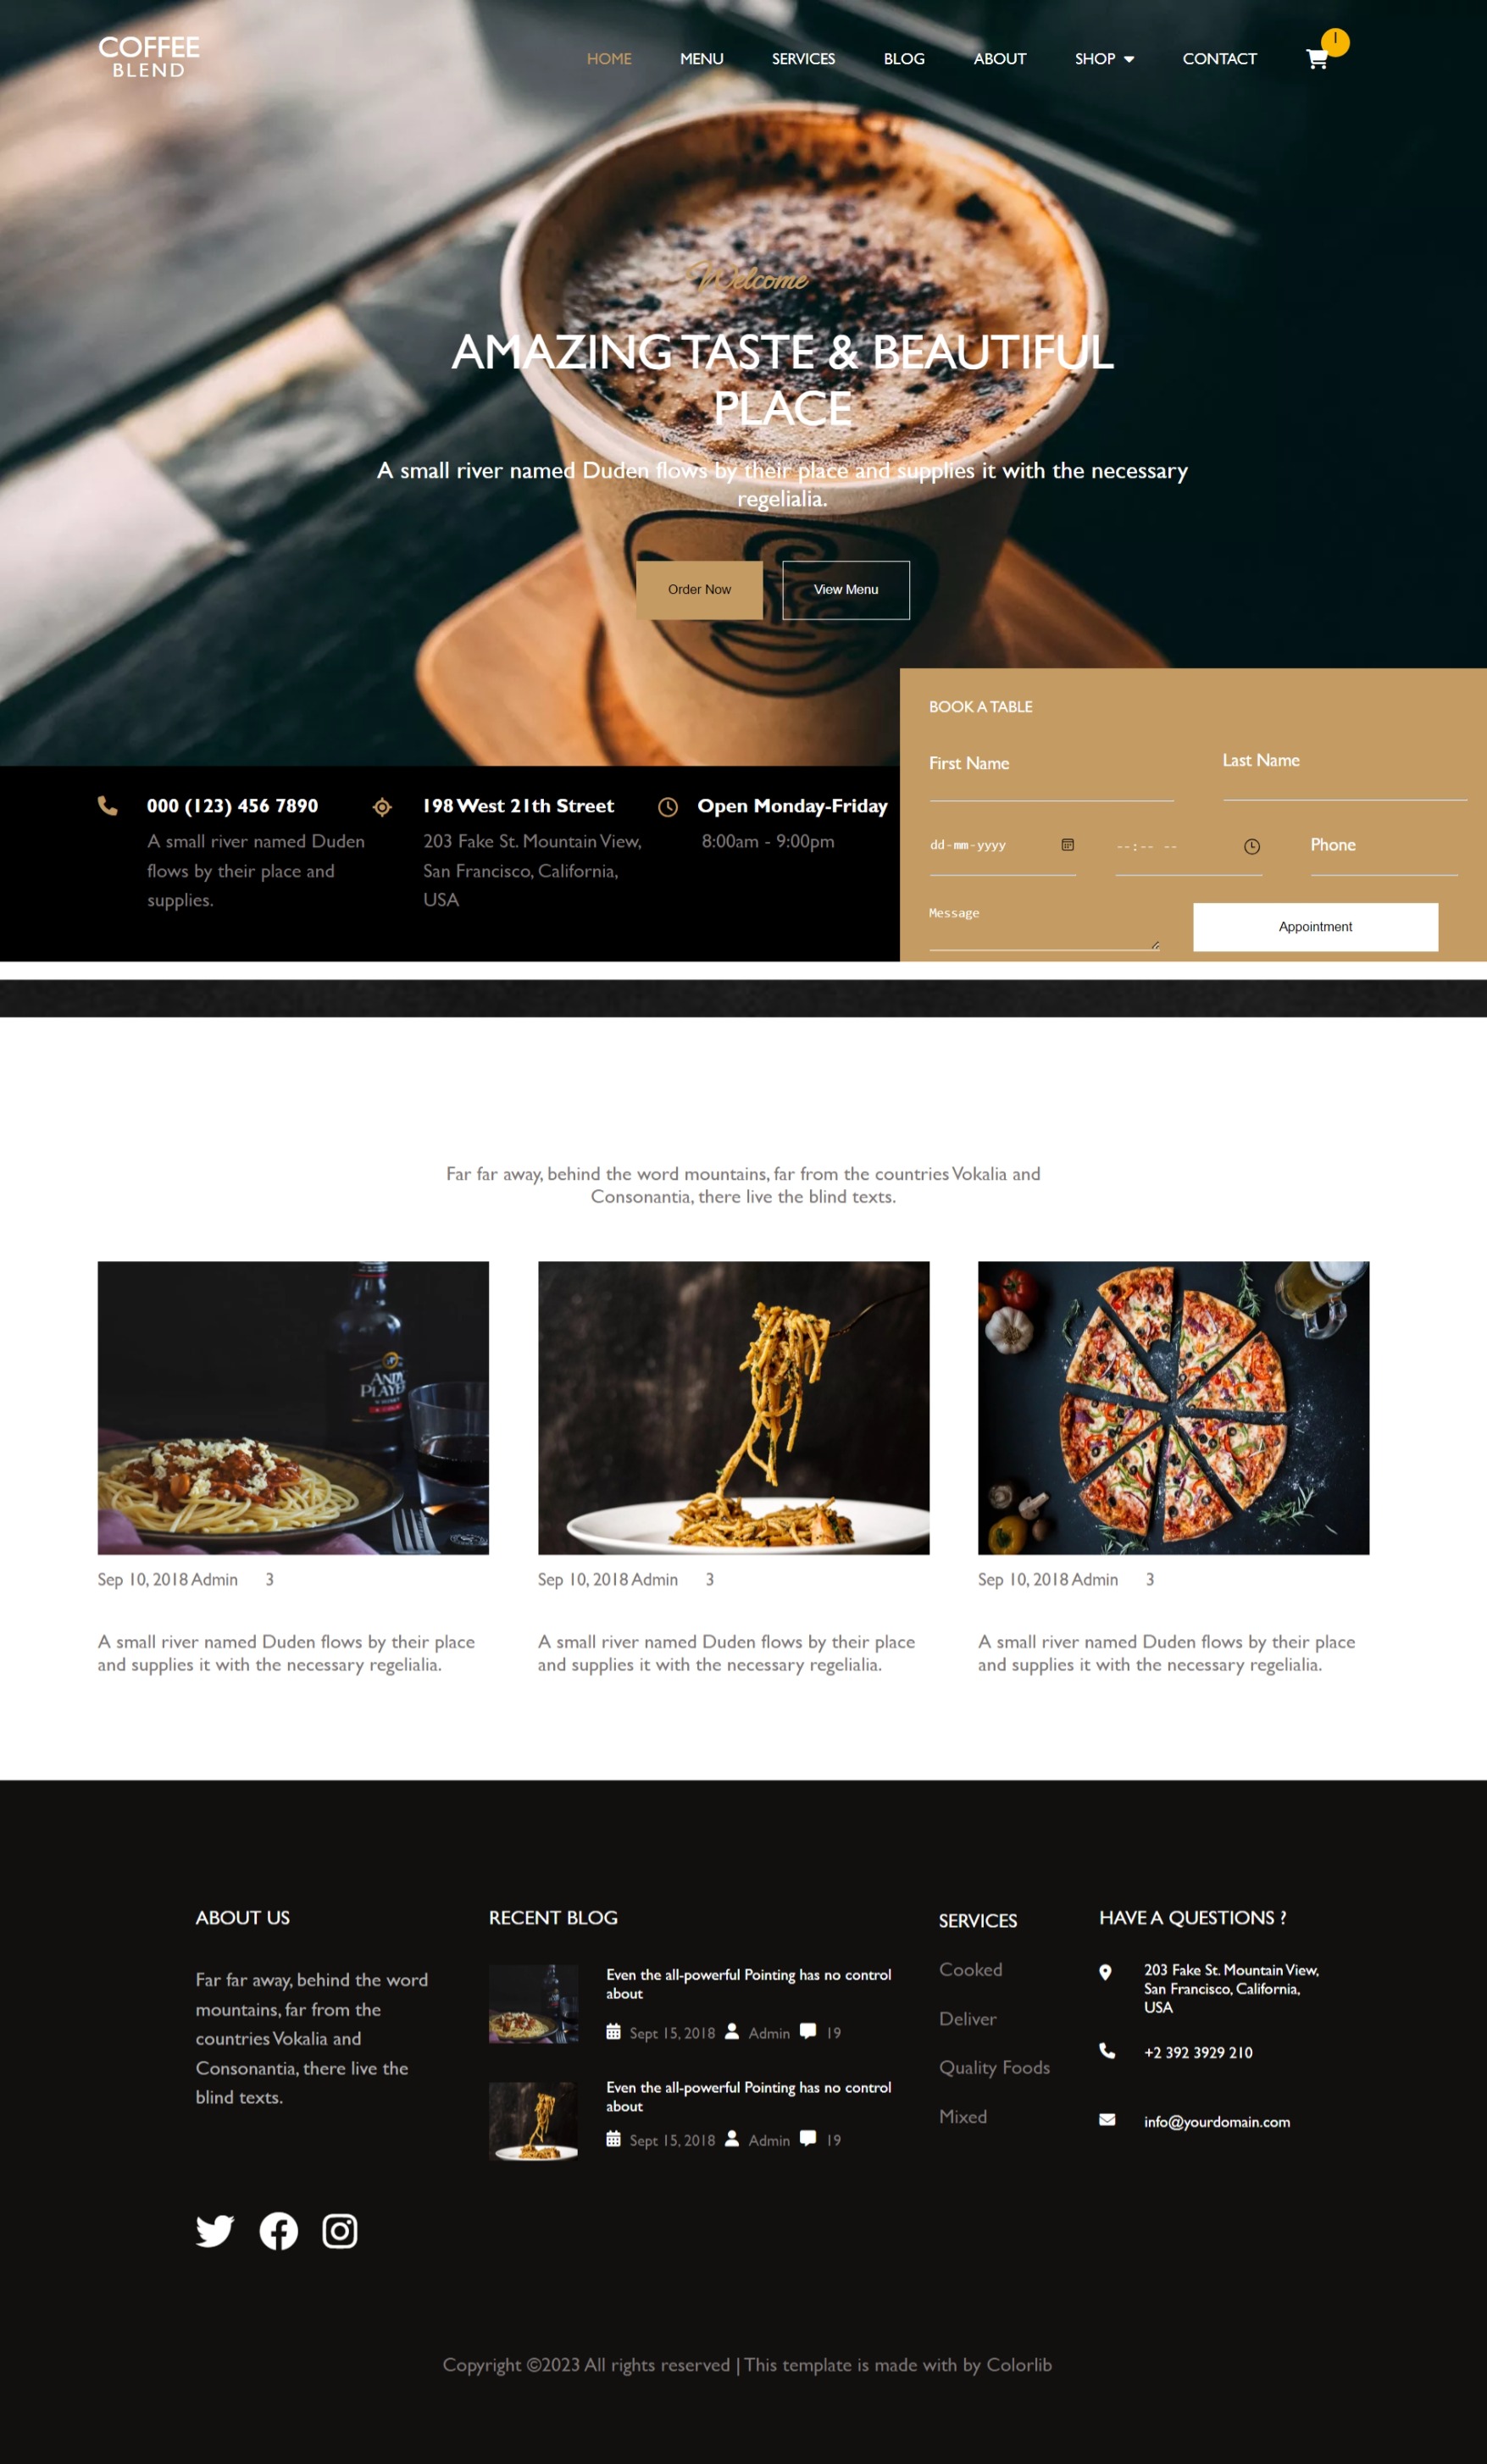 COFFEE
BLEND
HOME MENU SERVICES BLOG ABOUT SHOP CONTACT 1
Welcome
AMAZING TASTE & BEAUTIFUL
PLACE
A small river named Duden flows by their place and supplies it with the necessary
regelialia.
Order Now View Menu
000 (123) 456 7890
A small river named Duden
flows by their place and
supplies.
198 West 21th Street
203 Fake St. Mountain View,
San Francisco, California,
USA
Open Monday-Friday
8:00am - 9:00pm
BOOK A TABLE
First Name Last Name
dd-mm-yyyy --:-- -- Phone
Message Appointment
Far far away, behind the word mountains, far from the countries Vokalia and
Consonantia, there live the blind texts.
ANDY
PLAYER
Sep 10, 2018 Admin 3
A small river named Duden flows by their place
and supplies it with the necessary regelialia.
Sep 10, 2018 Admin 3
A small river named Duden flows by their place
and supplies it with the necessary regelialia.
Sep 10, 2018 Admin 3
A small river named Duden flows by their place
and supplies it with the necessary regelialia.
ABOUT US
Far far away, behind the word
mountains, far from the
countries Vokalia and
Consonantia, there live the
blind texts.
RECENT BLOG
Even the all-powerful Pointing has no control
about
Sept 15, 2018 Admin 19
Even the all-powerful Pointing has no control
about
Sept 15, 2018 Admin 19
SERVICES
Cooked
Deliver
Quality Foods
Mixed
HAVE A QUESTIONS ?
203 Fake St. Mountain View,
San Francisco, California,
USA
+2 392 3929 210
info@yourdomain.com
Copyright ©2023 All rights reserved | This template is made with by Colorlib